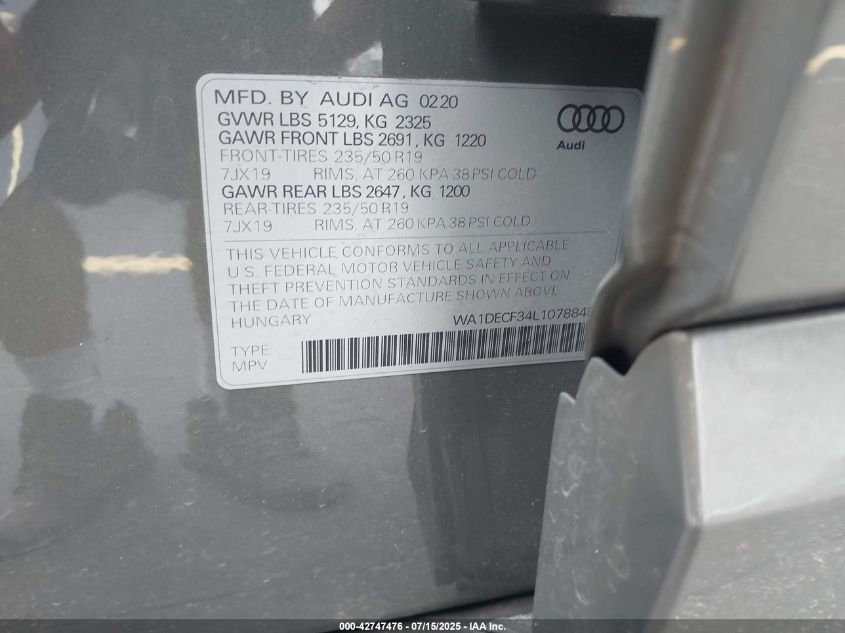 MFD. BY AUDI AG 0220
GVWR LBS 5129, KG 2325
GAWR FRONT LBS 2691, KG 1220
FRONT-TIRES 235/50 R19
7JX19 RIMS, AT 260 KPA 38 PSI COLD
GAWR REAR LBS 2647, KG 1200
REAR-TIRES 235/50 R19
7JX19 RIMS, AT 260 KPA 38 PSI COLD
Audi
THIS VEHICLE CONFORMS TO ALL APPLICABLE
U.S. FEDERAL MOTOR VEHICLE SAFETY AND
THEFT PREVENTION STANDARDS IN EFFECT ON
THE DATE OF MANUFACTURE SHOWN ABOVE.
HUNGARY WA1DECF34L107884
TYPE
MPV
000-42747476 - 07/15/2025 - IAA Inc.